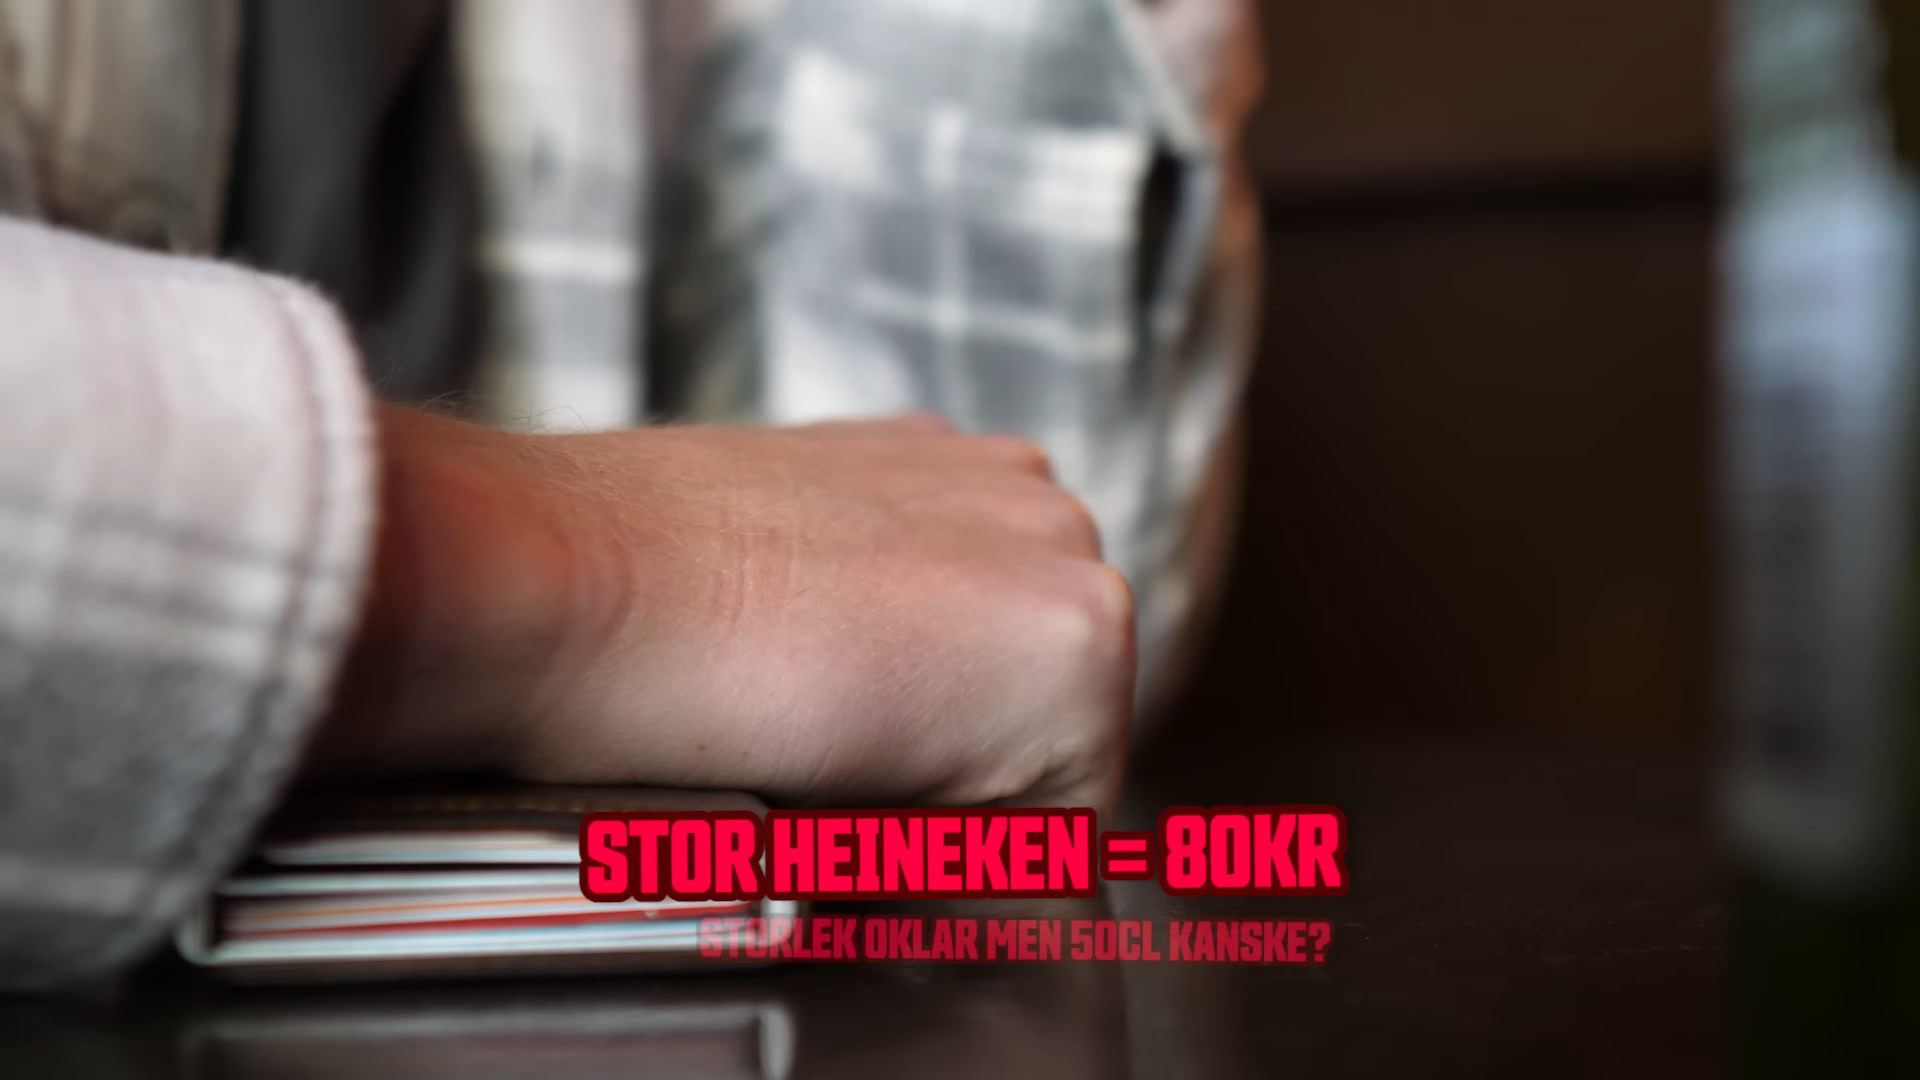 STOR HEINEKEN = 80KR
STORLEK OKLAR MEN 50CL KANSKE?